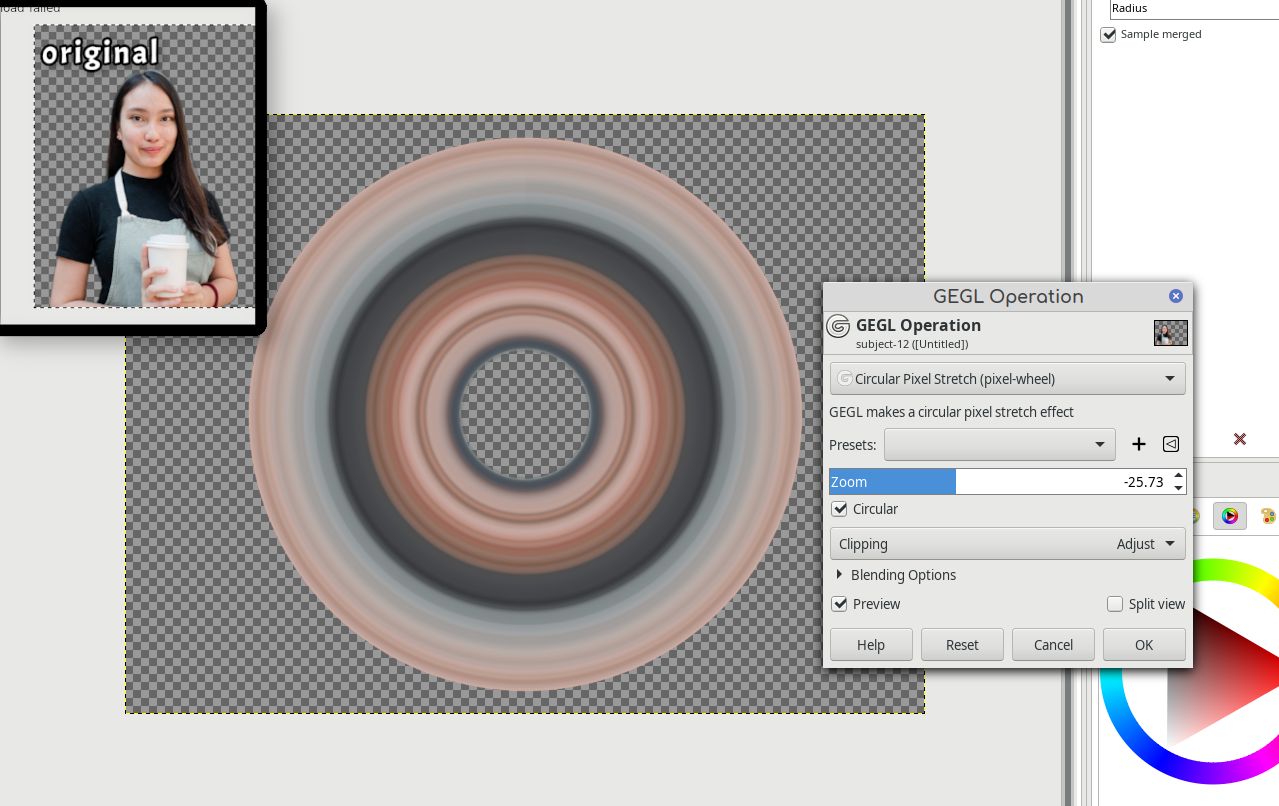 load failed
original
Radius
Sample merged
GEGL Operation
GEGL Operation
subject-12 ([Untitled])
Circular Pixel Stretch (pixel-wheel)
GEGL makes a circular pixel stretch effect
Presets:
Zoom -25.73
Circular
Clipping Adjust
Blending Options
Preview Split view
Help Reset Cancel OK